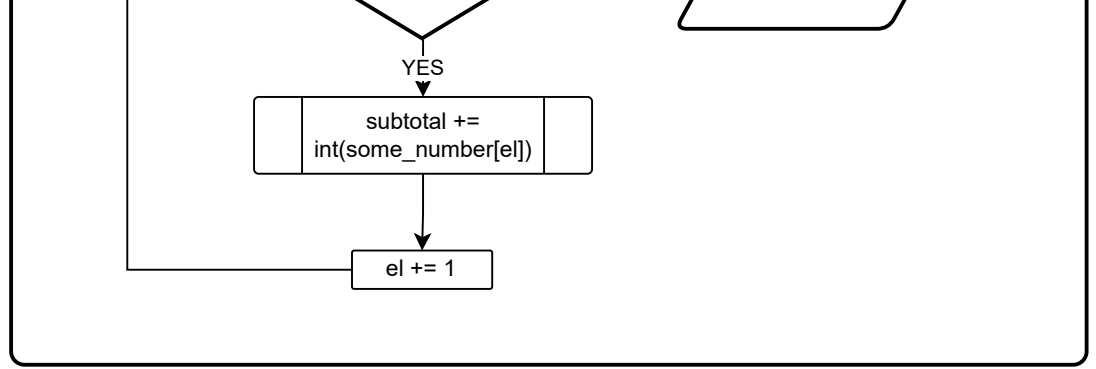 YES
subtotal +=
int(some_number[el])
el += 1